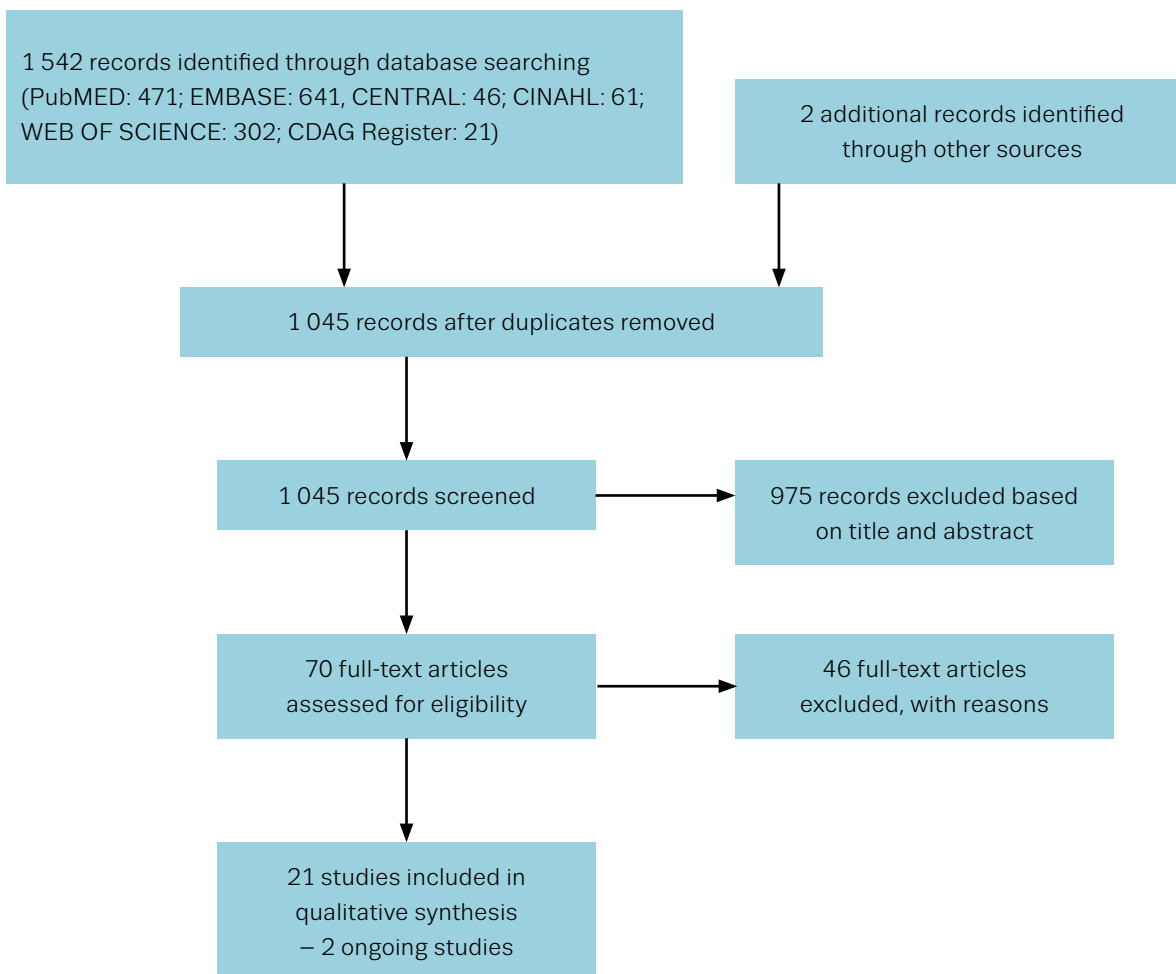 1 542 records identified through database searching
(PubMED: 471; EMBASE: 641, CENTRAL: 46; CINAHL: 61;
WEB OF SCIENCE: 302; CDAG Register: 21)
2 additional records identified
through other sources
1 045 records after duplicates removed
1 045 records screened
975 records excluded based
on title and abstract
70 full-text articles
assessed for eligibility
46 full-text articles
excluded, with reasons
21 studies included in
qualitative synthesis
– 2 ongoing studies